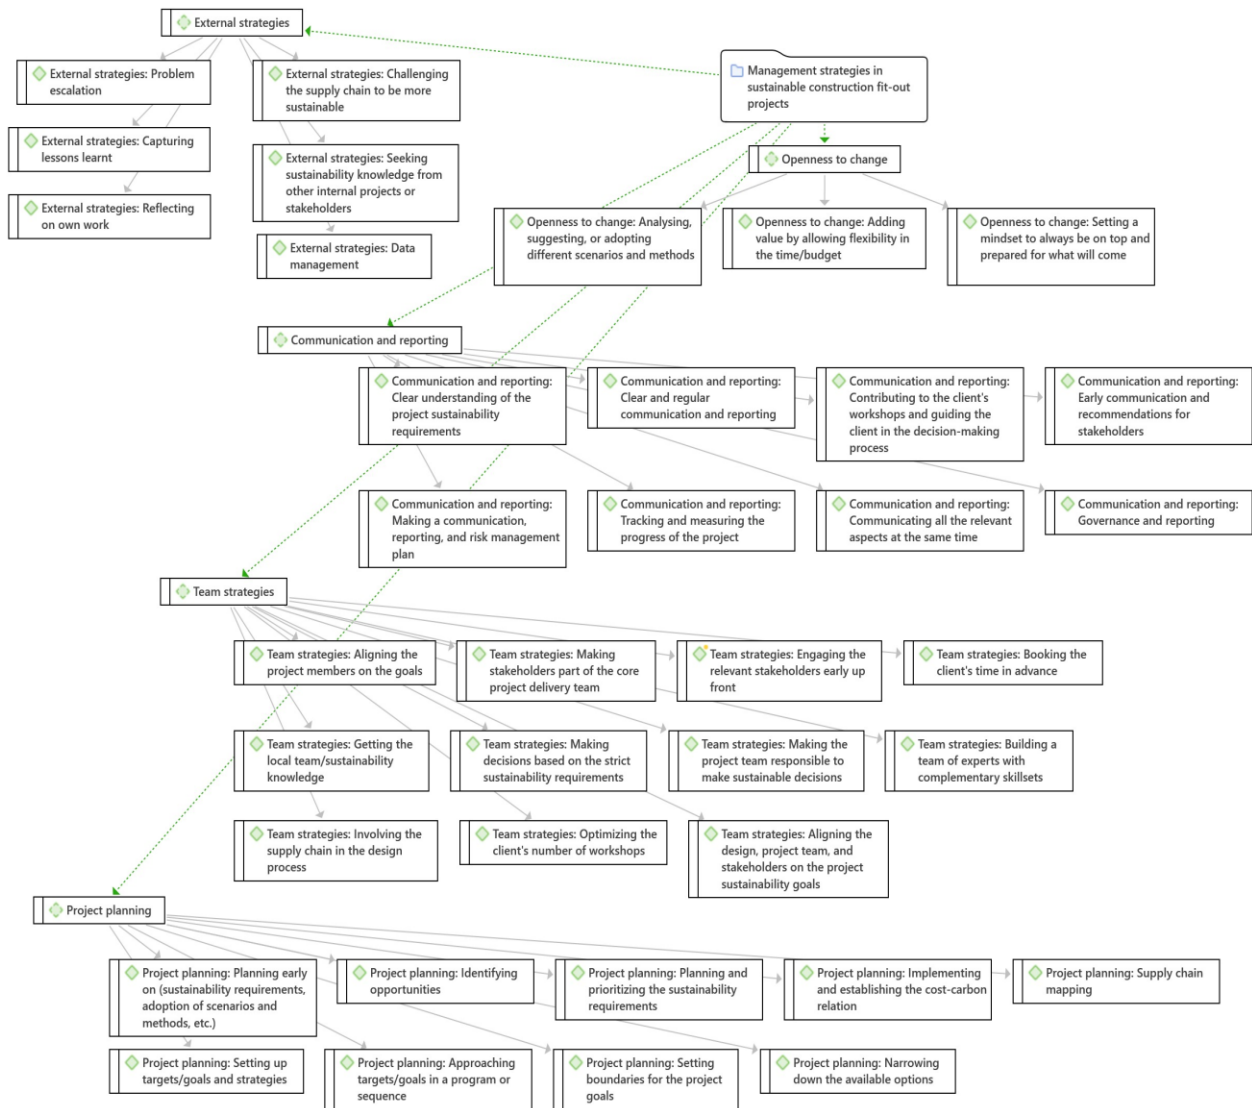 External strategies
Management strategies in
sustainable construction fit-out
projects
External strategies: Problem
escalation
External strategies: Challenging
the supply chain to be more
sustainable
External strategies: Capturing
lessons learnt
External strategies: Seeking
sustainability knowledge from
other internal projects or
stakeholders
External strategies: Reflecting
on own work
External strategies: Data
management
Openness to change
Openness to change: Analysing,
suggesting, or adopting
different scenarios and methods
Openness to change: Adding
value by allowing flexibility in
the time/budget
Openness to change: Setting a
mindset to always be on top and
prepared for what will come
Communication and reporting
Communication and reporting:
Clear understanding of the
project sustainability
requirements
Communication and reporting:
Clear and regular
communication and reporting
Communication and reporting:
Contributing to the client's
workshops and guiding the
client in the decision-making
process
Communication and reporting:
Early communication and
recommendations for
stakeholders
Communication and reporting:
Making a communication,
reporting, and risk management
plan
Communication and reporting:
Tracking and measuring the
progress of the project
Communication and reporting:
Communicating all the relevant
aspects at the same time
Communication and reporting:
Governance and reporting
Team strategies
Team strategies: Aligning the
project members on the goals
Team strategies: Making
stakeholders part of the core
project delivery team
Team strategies: Engaging the
relevant stakeholders early up
front
Team strategies: Booking the
client's time in advance
Team strategies: Getting the
local team/sustainability
knowledge
Team strategies: Making
decisions based on the strict
sustainability requirements
Team strategies: Making the
project team responsible to
make sustainable decisions
Team strategies: Building a
team of experts with
complementary skillsets
Team strategies: Involving the
supply chain in the design
process
Team strategies: Optimizing the
client's number of workshops
Team strategies: Aligning the
design, project team, and
stakeholders on the project
sustainability goals
Project planning
Project planning: Planning early
on (sustainability requirements,
adoption of scenarios and
methods, etc.)
Project planning: Identifying
opportunities
Project planning: Planning and
prioritizing the sustainability
requirements
Project planning: Implementing
and establishing the cost-carbon
relation
Project planning: Supply chain
mapping
Project planning: Setting up
targets/goals and strategies
Project planning: Approaching
targets/goals in a program or
sequence
Project planning: Setting
boundaries for the project
goals
Project planning: Narrowing
down the available options